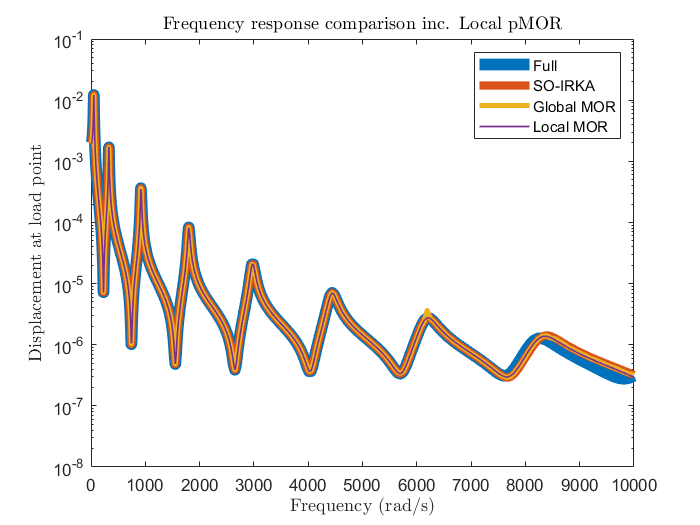 Frequency response comparison inc. Local pMOR
Displacement at load point
10^-1
10^-2
10^-3
10^-4
10^-5
10^-6
10^-7
10^-8
Full
SO-IRKA
Global MOR
Local MOR
0 1000 2000 3000 4000 5000 6000 7000 8000 9000 10000
Frequency (rad/s)